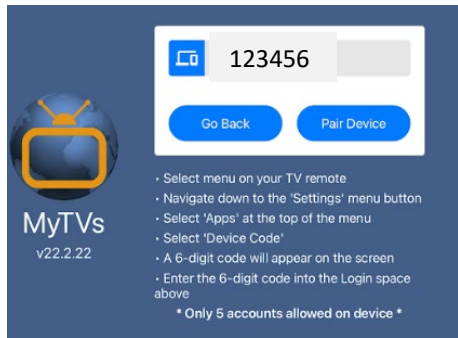 123456
Go Back
Pair Device
• Select menu on your TV remote
• Navigate down to the 'Settings' menu button
• Select 'Apps' at the top of the menu
• Select 'Device Code'
• A 6-digit code will appear on the screen
• Enter the 6-digit code into the Login space
above
* Only 5 accounts allowed on device *
MyTVs
v22.2.22